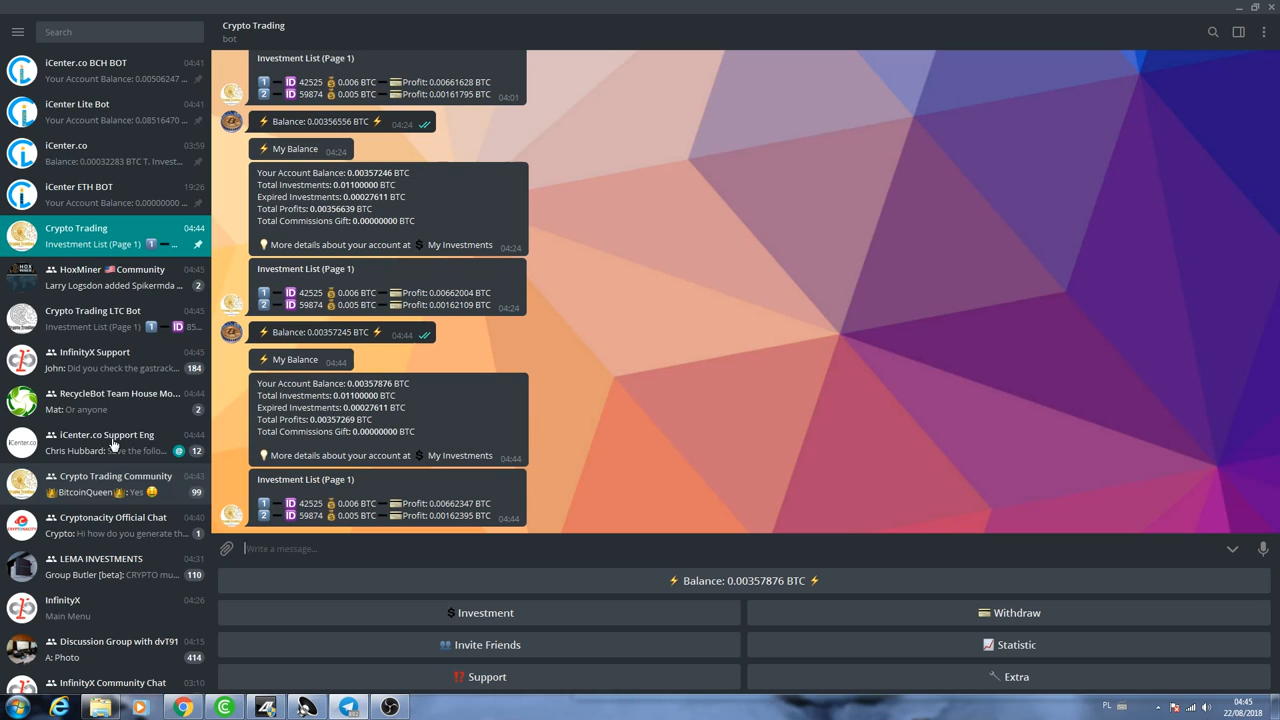 Search
iCenter.co BCH BOT 04:41
Your Account Balance: 0.00506247 ...
iCenter Lite Bot 04:41
Your Account Balance: 0.08516470 ...
iCenter.co 03:59
Balance: 0.00032283 BTC T. Invest...
iCenter ETH BOT 19:26
Your Account Balance: 0.00000000 ...
Crypto Trading 04:44
Investment List (Page 1) 1 ...
HoxMiner Community 04:45
Larry Logsdon added Spikermda ... 2
Crypto Trading LTC Bot 04:45
Investment List (Page 1) 1 ID 85...
InfinityX Support 04:45
John: Did you check the gastrack... 184
RecycleBot Team House Mo... 04:44
Mat: Or anyone 2
iCenter.co Support Eng 04:44
Chris Hubbard: Save the follo... @ 12
Crypto Trading Community 04:43
BitcoinQueen: Yes 99
Cryptonacity Official Chat 04:40
Crypto: Hi how do you generate th... 1
LEMA INVESTMENTS 04:31
Group Butler [beta]: CRYPTO mu... 110
InfinityX 04:26
Main Menu
Discussion Group with dvT91 04:15
A: Photo 414
InfinityX Community Chat 03:10
Crypto Trading
bot
Investment List (Page 1)
1 ID 42525 0.006 BTC Profit: 0.00661628 BTC
2 ID 59874 0.005 BTC Profit: 0.00161795 BTC
04:01
Balance: 0.00356556 BTC 04:24
My Balance 04:24
Your Account Balance: 0.00357246 BTC
Total Investments: 0.01100000 BTC
Expired Investments: 0.00027611 BTC
Total Profits: 0.00356639 BTC
Total Commissions Gift: 0.00000000 BTC
More details about your account at $ My Investments 04:24
Investment List (Page 1)
1 ID 42525 0.006 BTC Profit: 0.00662004 BTC
2 ID 59874 0.005 BTC Profit: 0.00162109 BTC
04:24
Balance: 0.00357245 BTC 04:44
My Balance 04:44
Your Account Balance: 0.00357876 BTC
Total Investments: 0.01100000 BTC
Expired Investments: 0.00027611 BTC
Total Profits: 0.00357269 BTC
Total Commissions Gift: 0.00000000 BTC
More details about your account at $ My Investments 04:44
Investment List (Page 1)
1 ID 42525 0.006 BTC Profit: 0.00662347 BTC
2 ID 59874 0.005 BTC Profit: 0.00162395 BTC
04:44
Write a message...
Balance: 0.00357876 BTC
$ Investment
Withdraw
Invite Friends
Statistic
⁉ Support
Extra
PL
04:45
22/08/2018